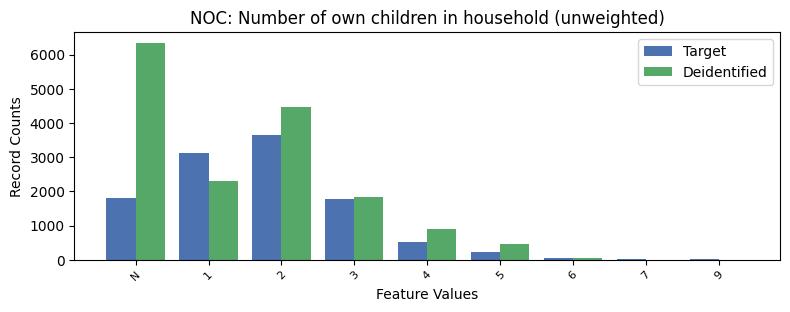 NOC: Number of own children in household (unweighted)
Target
Deidentified
Record Counts
6000
5000
4000
3000
2000
1000
0
N 1 2 3 4 5 6 7 9
Feature Values